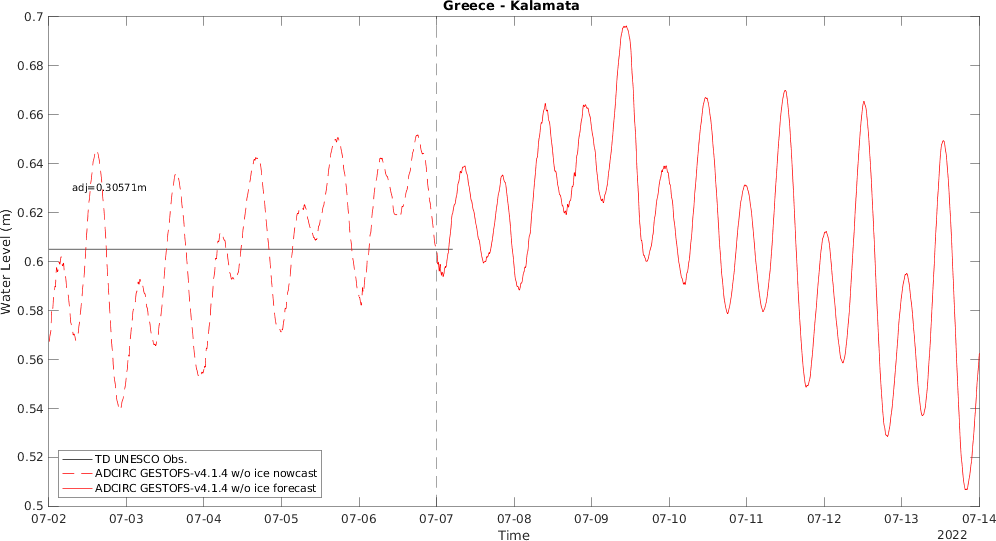 Greece - Kalamata
0.7
0.68
0.66
0.64
0.62
0.6
0.58
0.56
0.54
0.52
0.5
Water Level (m)
adj=0.30571m
TD UNESCO Obs.
ADCIRC GESTOFS-v4.1.4 w/o ice nowcast
ADCIRC GESTOFS-v4.1.4 w/o ice forecast
07-02 07-03 07-04 07-05 07-06 07-07 07-08 07-09 07-10 07-11 07-12 07-13 07-14
Time
2022